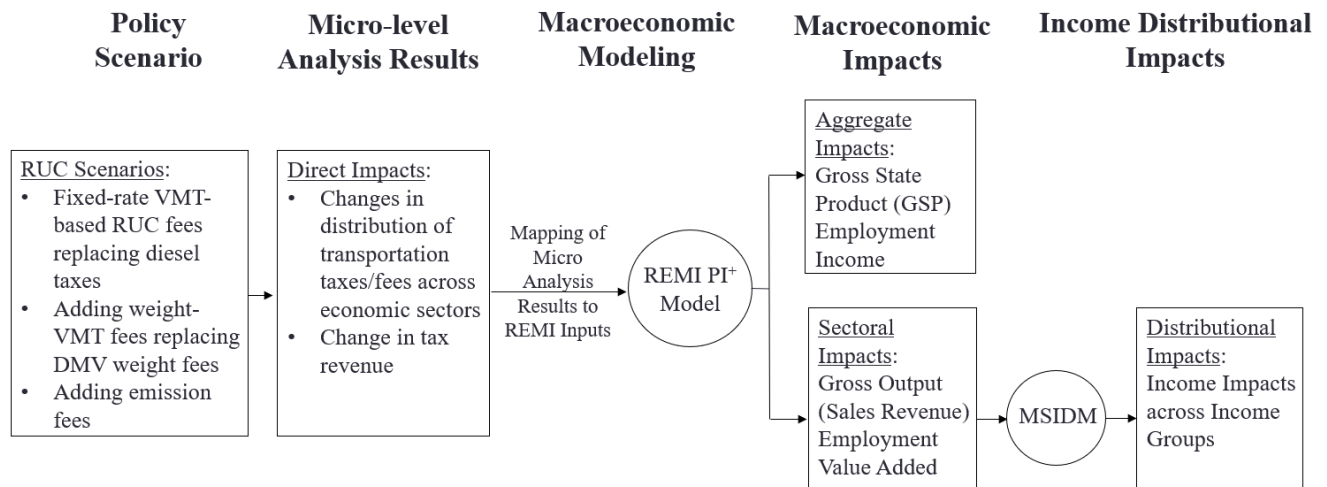 Policy
Scenario
Micro-level
Analysis Results
Macroeconomic
Modeling
Macroeconomic
Impacts
Income Distributional
Impacts
RUC Scenarios:
• Fixed-rate VMT-
based RUC fees
replacing diesel
taxes
• Adding weight-
VMT fees replacing
DMV weight fees
• Adding emission
fees
Direct Impacts:
• Changes in
distribution of
transportation
taxes/fees across
economic sectors
• Change in tax
revenue
Mapping of
Micro
Analysis
Results to
REMI Inputs
REMI PI⁺
Model
Aggregate
Impacts:
Gross State
Product (GSP)
Employment
Income
Sectoral
Impacts:
Gross Output
(Sales Revenue)
Employment
Value Added
MSIDM
Distributional
Impacts:
Income Impacts
across Income
Groups